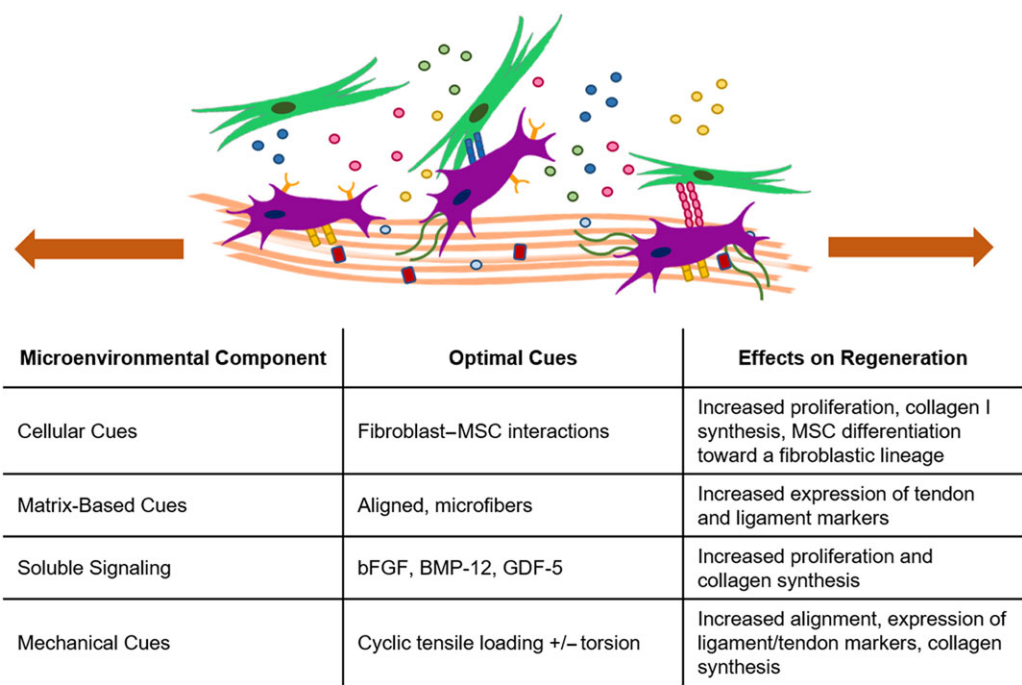 Microenvironmental Component
Optimal Cues
Effects on Regeneration
Cellular Cues
Fibroblast–MSC interactions
Increased proliferation, collagen I
synthesis, MSC differentiation
toward a fibroblastic lineage
Matrix-Based Cues
Aligned, microfibers
Increased expression of tendon
and ligament markers
Soluble Signaling
bFGF, BMP-12, GDF-5
Increased proliferation and
collagen synthesis
Mechanical Cues
Cyclic tensile loading +/– torsion
Increased alignment, expression of
ligament/tendon markers, collagen
synthesis